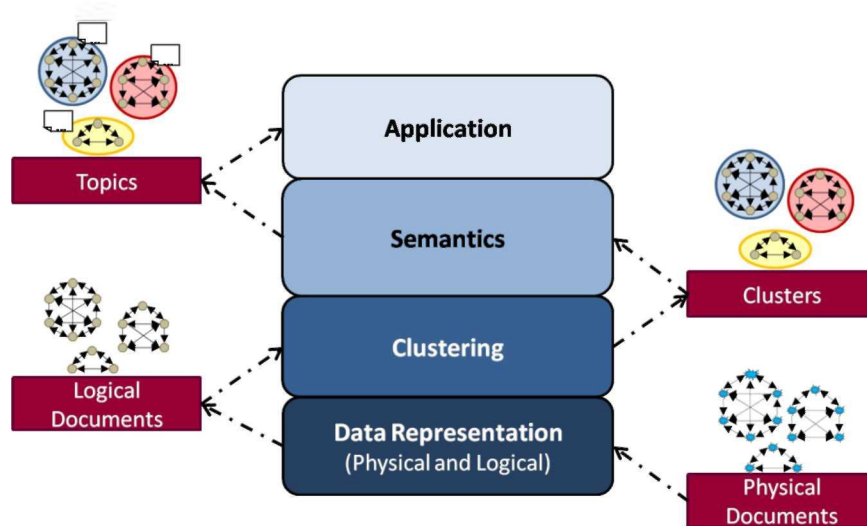 Application
Topics
Semantics
Clusters
Clustering
Logical
Documents
Data Representation
(Physical and Logical)
Physical
Documents